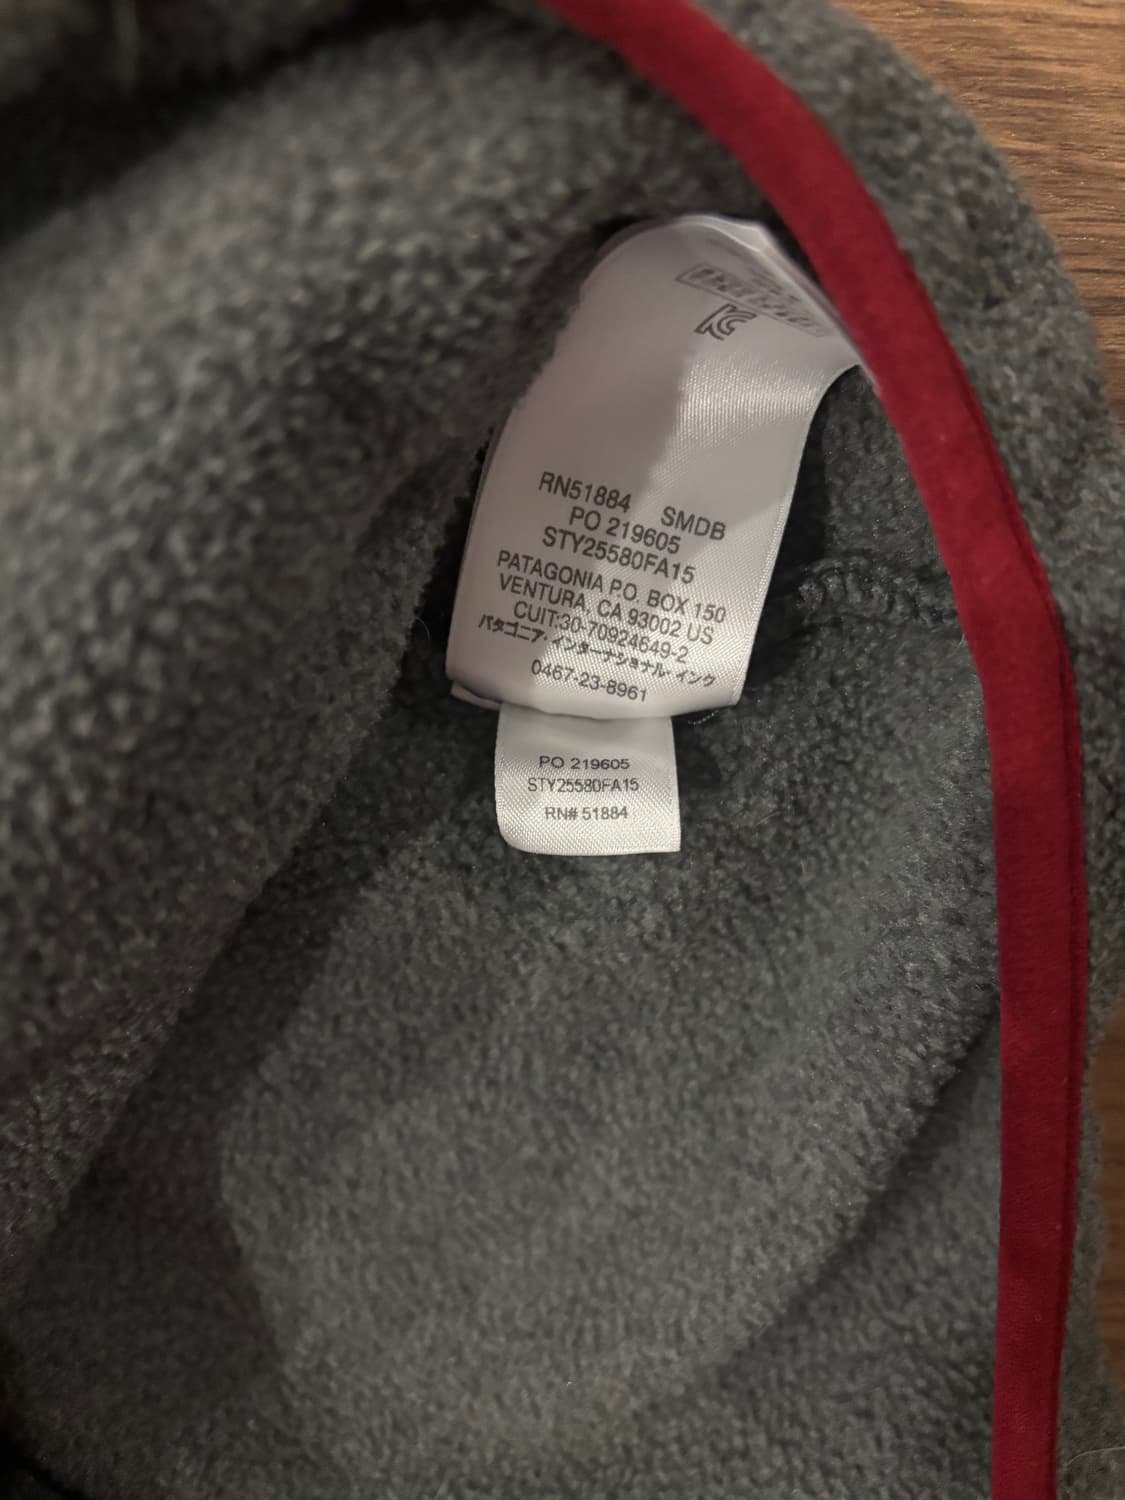 RN51884 SMDB
PO 219605
STY25580FA15
PATAGONIA P.O. BOX 150
VENTURA, CA 93002 US
CUIT:30-70924649-2
パタゴニア・インターナショナル・インク
0467-23-8961
PO 219605
STY25580FA15
RN# 51884